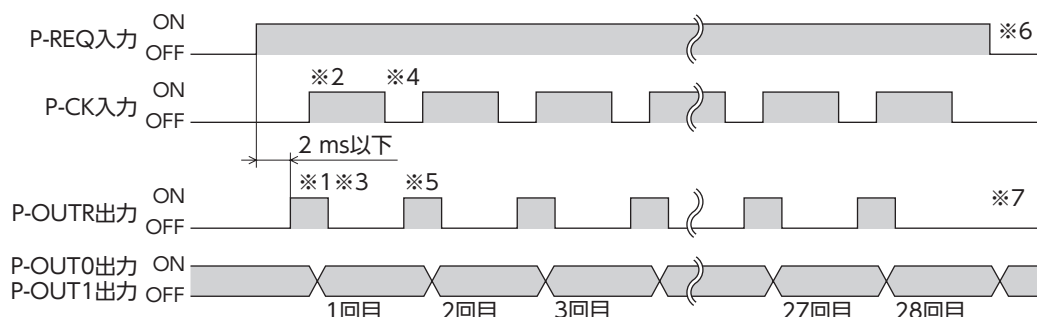 P-REQ入力 ON
OFF
※6
P-CK入力 ON
OFF
※2 ※4
2 ms以下
P-OUTR出力 ON
OFF
※1※3 ※5 ※7
P-OUT0出力 ON
P-OUT1出力 OFF
1回目 2回目 3回目 27回目 28回目